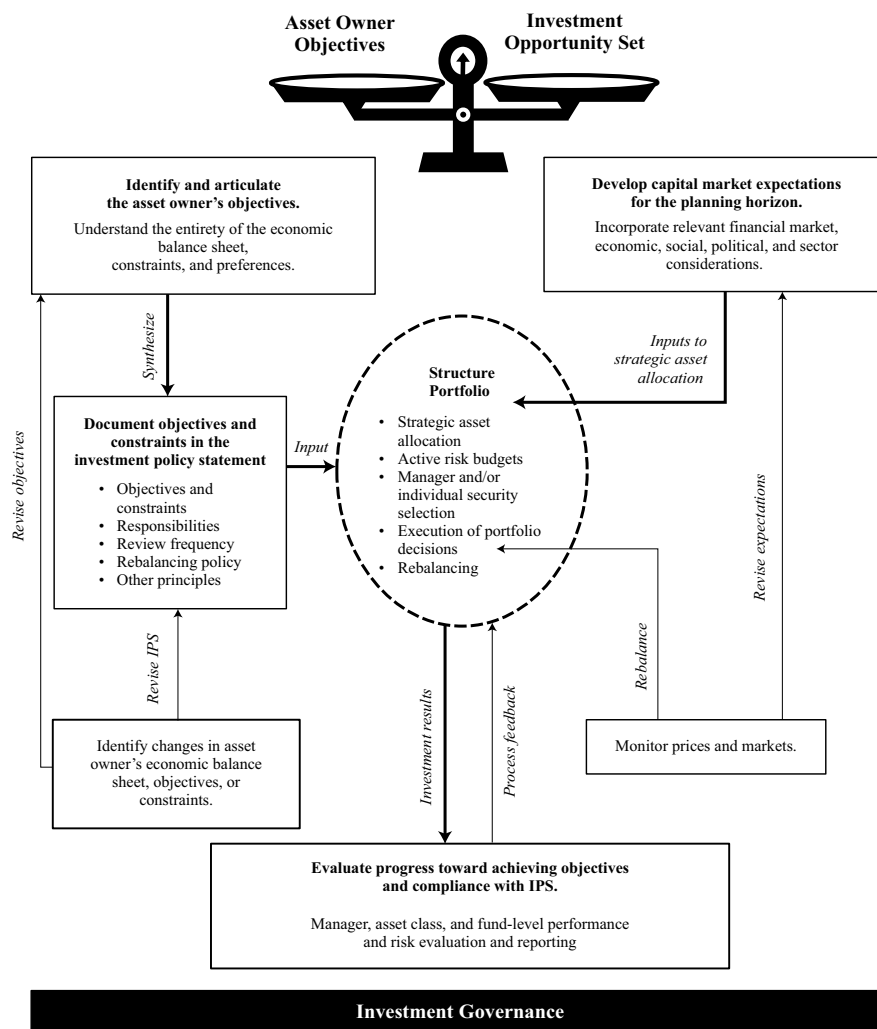 Asset Owner
Objectives
Investment
Opportunity Set
Identify and articulate
the asset owner’s objectives.
Understand the entirety of the economic
balance sheet,
constraints, and preferences.
Develop capital market expectations
for the planning horizon.
Incorporate relevant financial market,
economic, social, political, and sector
considerations.
Synthesize
Inputs to
strategic asset
allocation
Document objectives and
constraints in the
investment policy statement
• Objectives and
constraints
• Responsibilities
• Review frequency
• Rebalancing policy
• Other principles
Input
Structure
Portfolio
• Strategic asset
allocation
• Active risk budgets
• Manager and/or
individual security
selection
• Execution of portfolio
decisions
• Rebalancing
Revise objectives
Revise expectations
Revise IPS
Rebalance
Identify changes in asset
owner’s economic balance
sheet, objectives, or
constraints.
Investment results
Process feedback
Monitor prices and markets.
Evaluate progress toward achieving objectives
and compliance with IPS.
Manager, asset class, and fund-level performance
and risk evaluation and reporting
Investment Governance